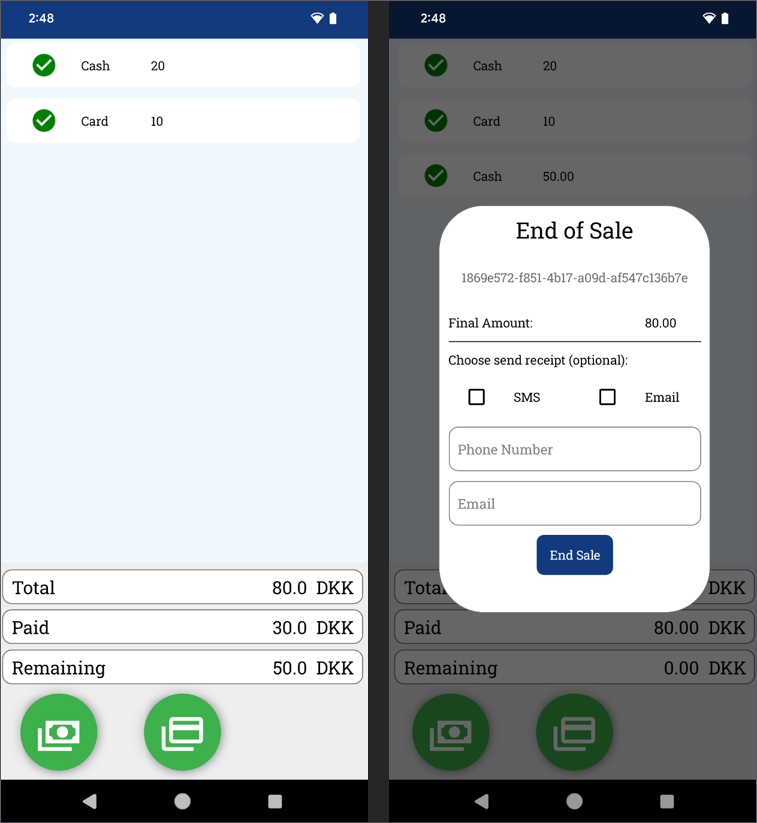 2:48
Cash 20
Card 10
Total 80.0 DKK
Paid 30.0 DKK
Remaining 50.0 DKK
2:48
Cash 20
Card 10
Cash 50.00
End of Sale
1869e572-f851-4b17-a09d-af547c136b7e
Final Amount: 80.00
Choose send receipt (optional):
SMS Email
Phone Number
Email
End Sale
Total DKK
Paid 80.00 DKK
Remaining 0.00 DKK